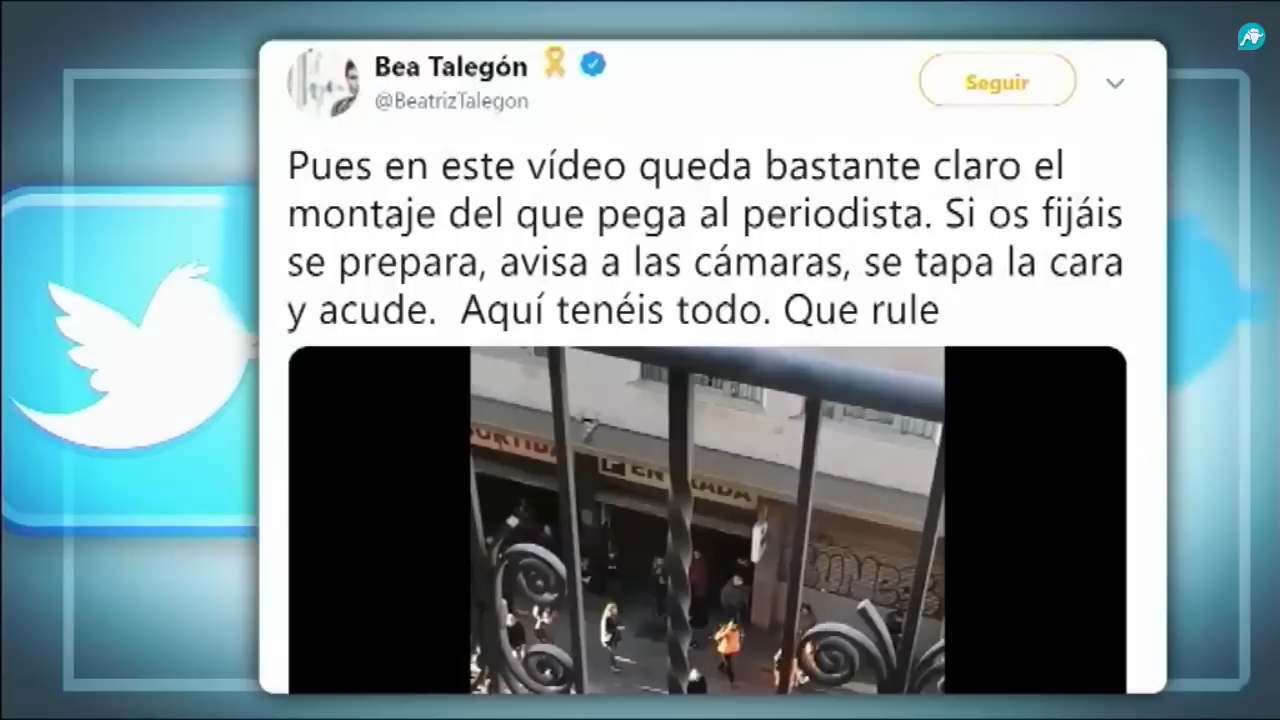 Bea Talegón
@BeatrizTalegon
Seguir
Pues en este vídeo queda bastante claro el
montaje del que pega al periodista. Si os fijáis
se prepara, avisa a las cámaras, se tapa la cara
y acude. Aquí tenéis todo. Que rule
ENTRADA